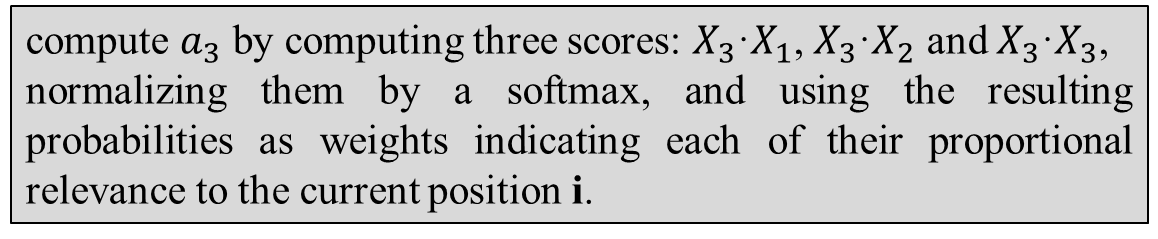 compute 𝑎₃ by computing three scores: 𝑋₃·𝑋₁, 𝑋₃·𝑋₂ and 𝑋₃·𝑋₃,
normalizing them by a softmax, and using the resulting
probabilities as weights indicating each of their proportional
relevance to the current position i.